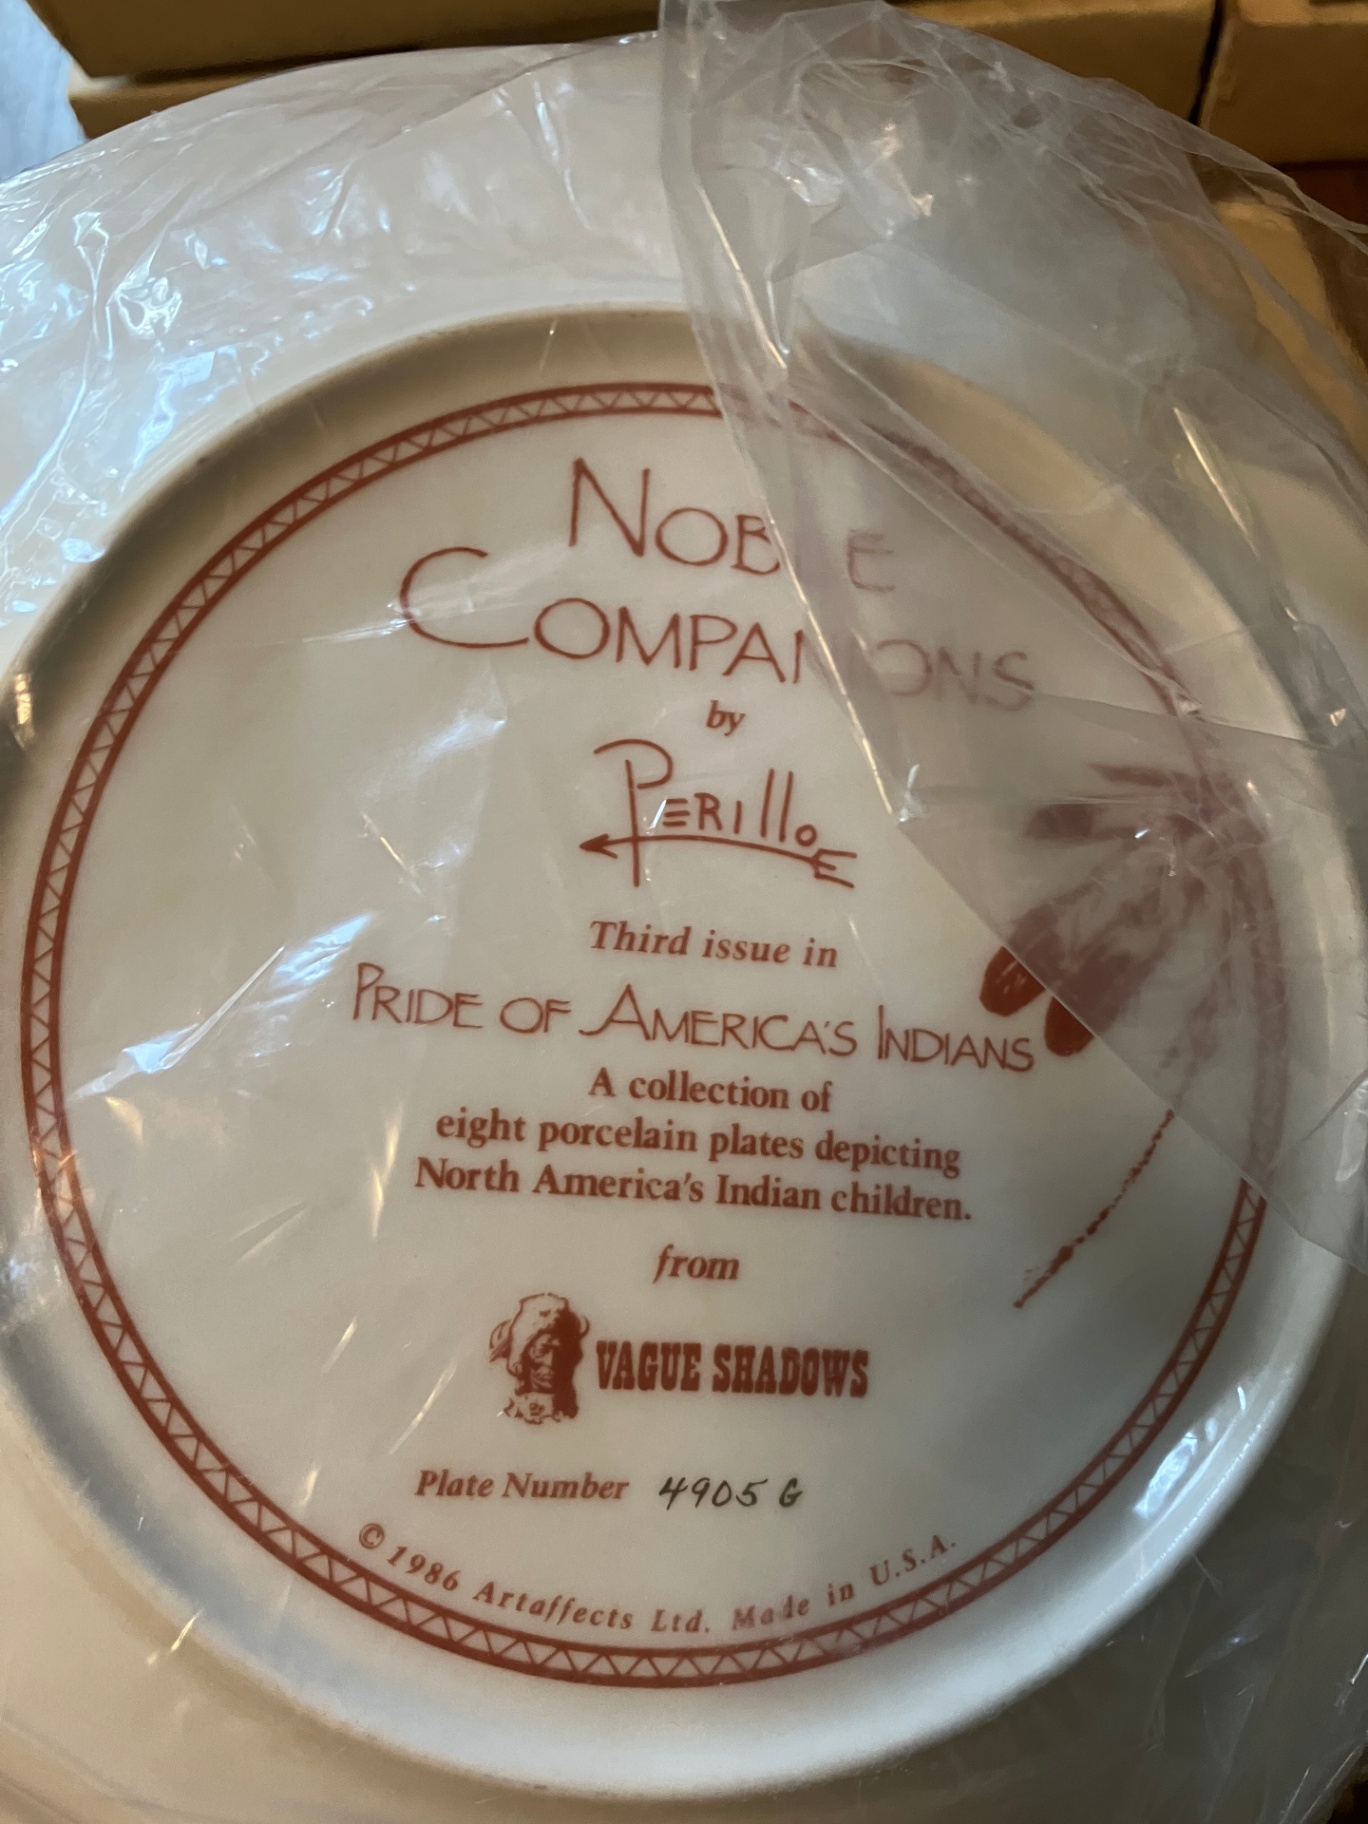 NOBLE
COMPANIONS
by
PERillo
Third issue in
PRIDE OF AMERICA'S INDIANS
A collection of
eight porcelain plates depicting
North America's Indian children.
from
VAGUE SHADOWS
Plate Number 4905 G
© 1986 Artaffects Ltd. Made in U.S.A.